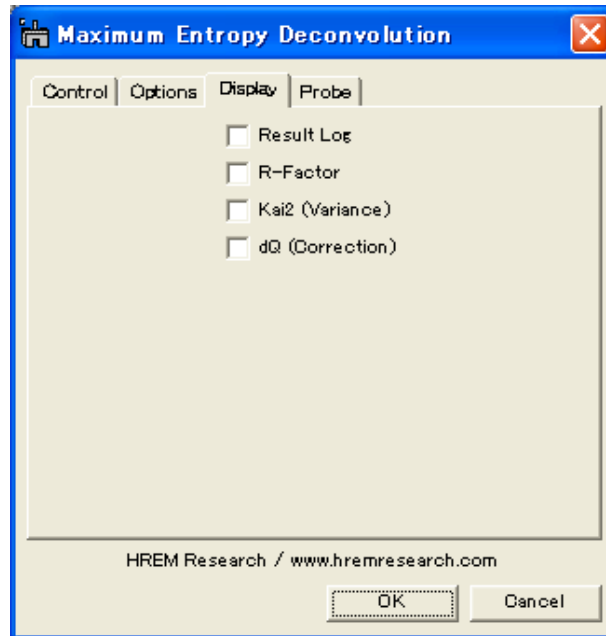 Maximum Entropy Deconvolution
Control Options Display Probe
Result Log
R-Factor
Kai2 (Variance)
dQ (Correction)
HREM Research / www.hremresearch.com
OK Cancel